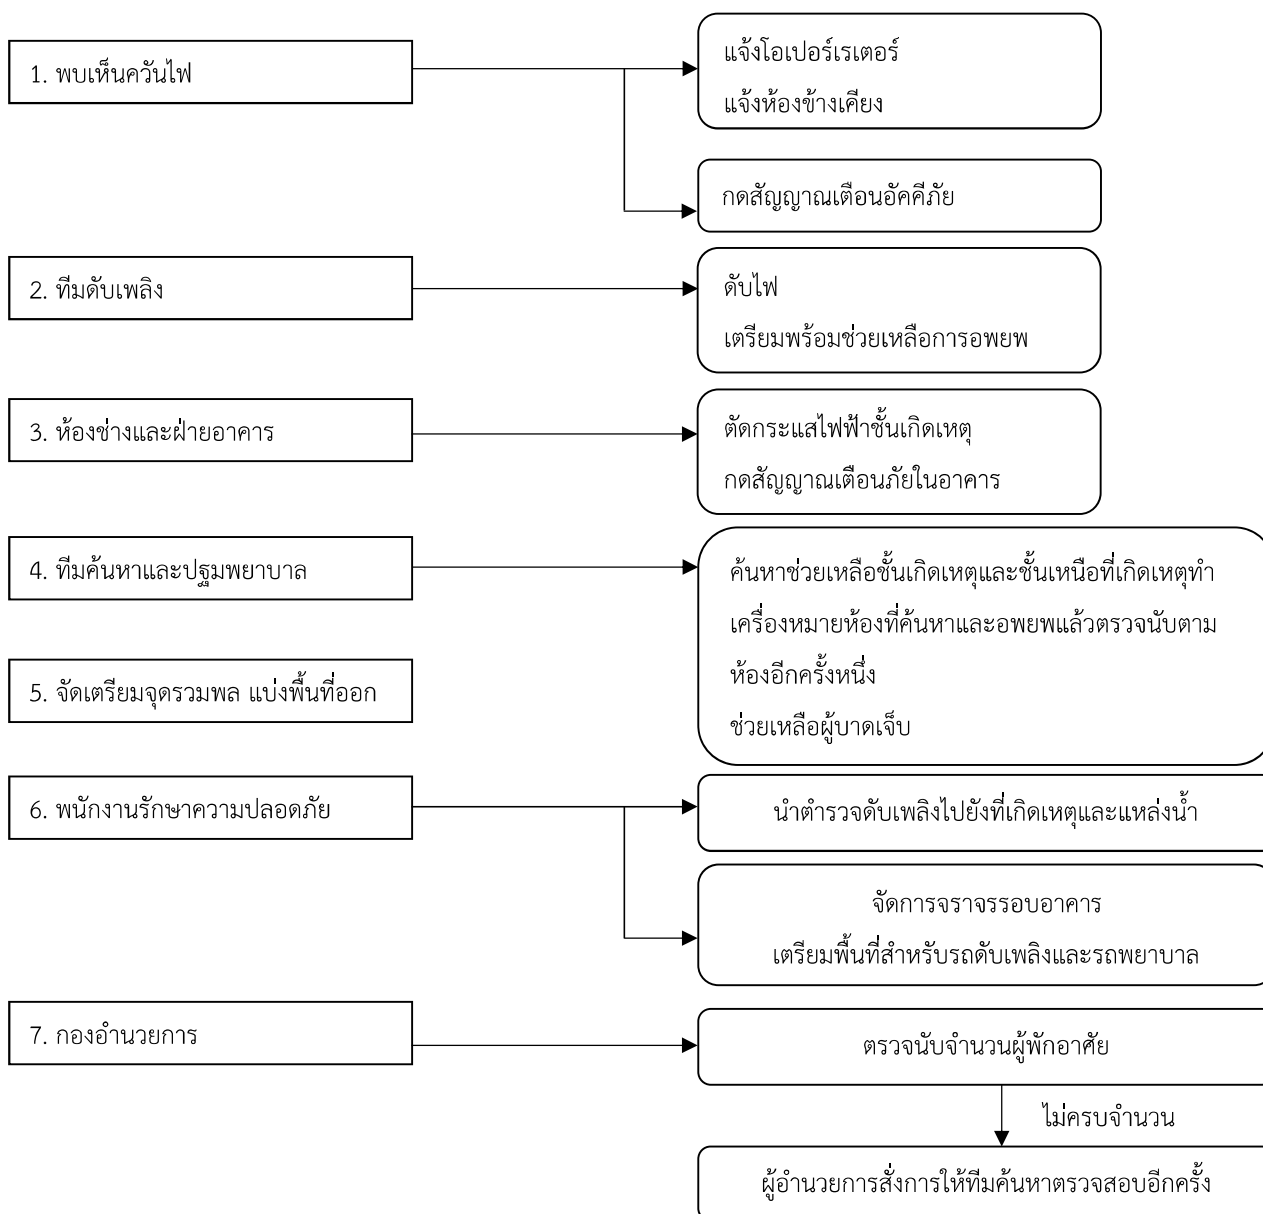 1. พบเห็นควันไฟ
แจ้งโอเปอร์เรเตอร์
แจ้งห้องข้างเคียง
กดสัญญาณเตือนอัคคีภัย
2. ทีมดับเพลิง
ดับไฟ
เตรียมพร้อมช่วยเหลือการอพยพ
3. ห้องช่างและฝ่ายอาคาร
ตัดกระแสไฟฟ้าชั้นเกิดเหตุ
กดสัญญาณเตือนภัยในอาคาร
4. ทีมค้นหาและปฐมพยาบาล
ค้นหาช่วยเหลือชั้นเกิดเหตุและชั้นเหนือที่เกิดเหตุทำ
เครื่องหมายห้องที่ค้นหาและอพยพแล้วตรวจนับตาม
ห้องอีกครั้งหนึ่ง
ช่วยเหลือผู้บาดเจ็บ
5. จัดเตรียมจุดรวมพล แบ่งพื้นที่ออก
6. พนักงานรักษาความปลอดภัย
นำตำรวจดับเพลิงไปยังที่เกิดเหตุและแหล่งน้ำ
จัดการจราจรรอบอาคาร
เตรียมพื้นที่สำหรับรถดับเพลิงและรถพยาบาล
7. กองอำนวยการ
ตรวจนับจำนวนผู้พักอาศัย
ไม่ครบจำนวน
ผู้อำนวยการสั่งการให้ทีมค้นหาตรวจสอบอีกครั้ง